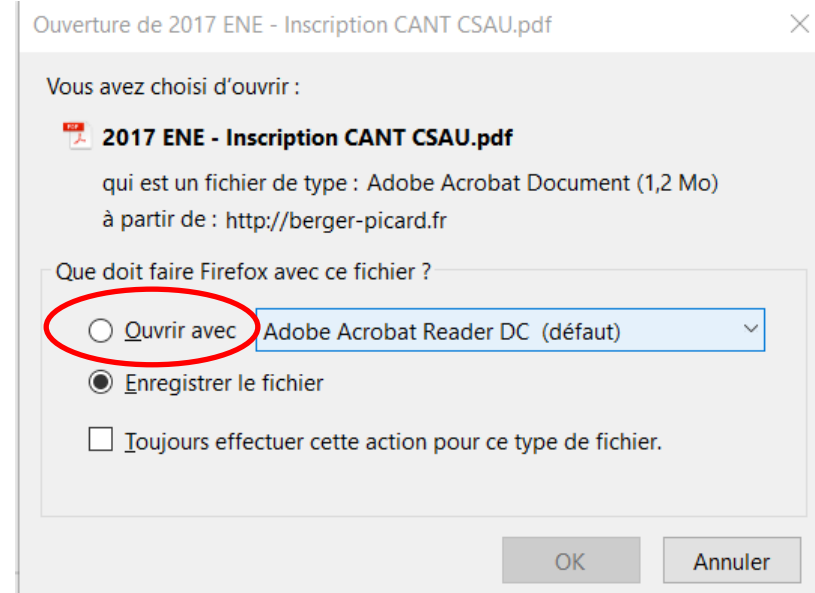 Ouverture de 2017 ENE - Inscription CANT CSAU.pdf
Vous avez choisi d’ouvrir :
PDF
2017 ENE - Inscription CANT CSAU.pdf
qui est un fichier de type : Adobe Acrobat Document (1,2 Mo)
à partir de : http://berger-picard.fr
Que doit faire Firefox avec ce fichier ?
Ouvrir avec Adobe Acrobat Reader DC (défaut)
Enregistrer le fichier
Toujours effectuer cette action pour ce type de fichier.
OK Annuler